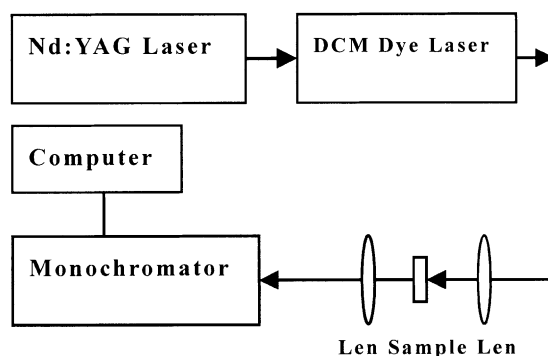 Nd:YAG Laser
DCM Dye Laser
Computer
Monochromator
Len Sample Len